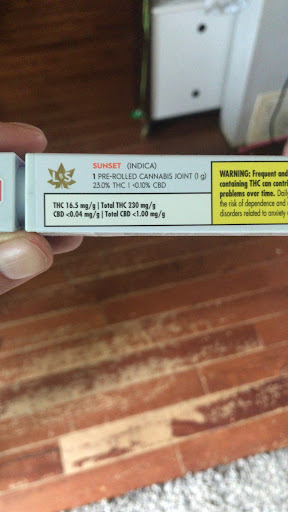 SUNSET (INDICA)
1 PRE-ROLLED CANNABIS JOINT (1 g)
23.0% THC I <0.10% CBD
THC 16.5 mg/g | Total THC 230 mg/g
CBD <0.04 mg/g | Total CBD <1.00 mg/g
WARNING: Frequent and
containing THC can contri
problems over time. Daily
the risk of dependence and
disorders related to anxiety